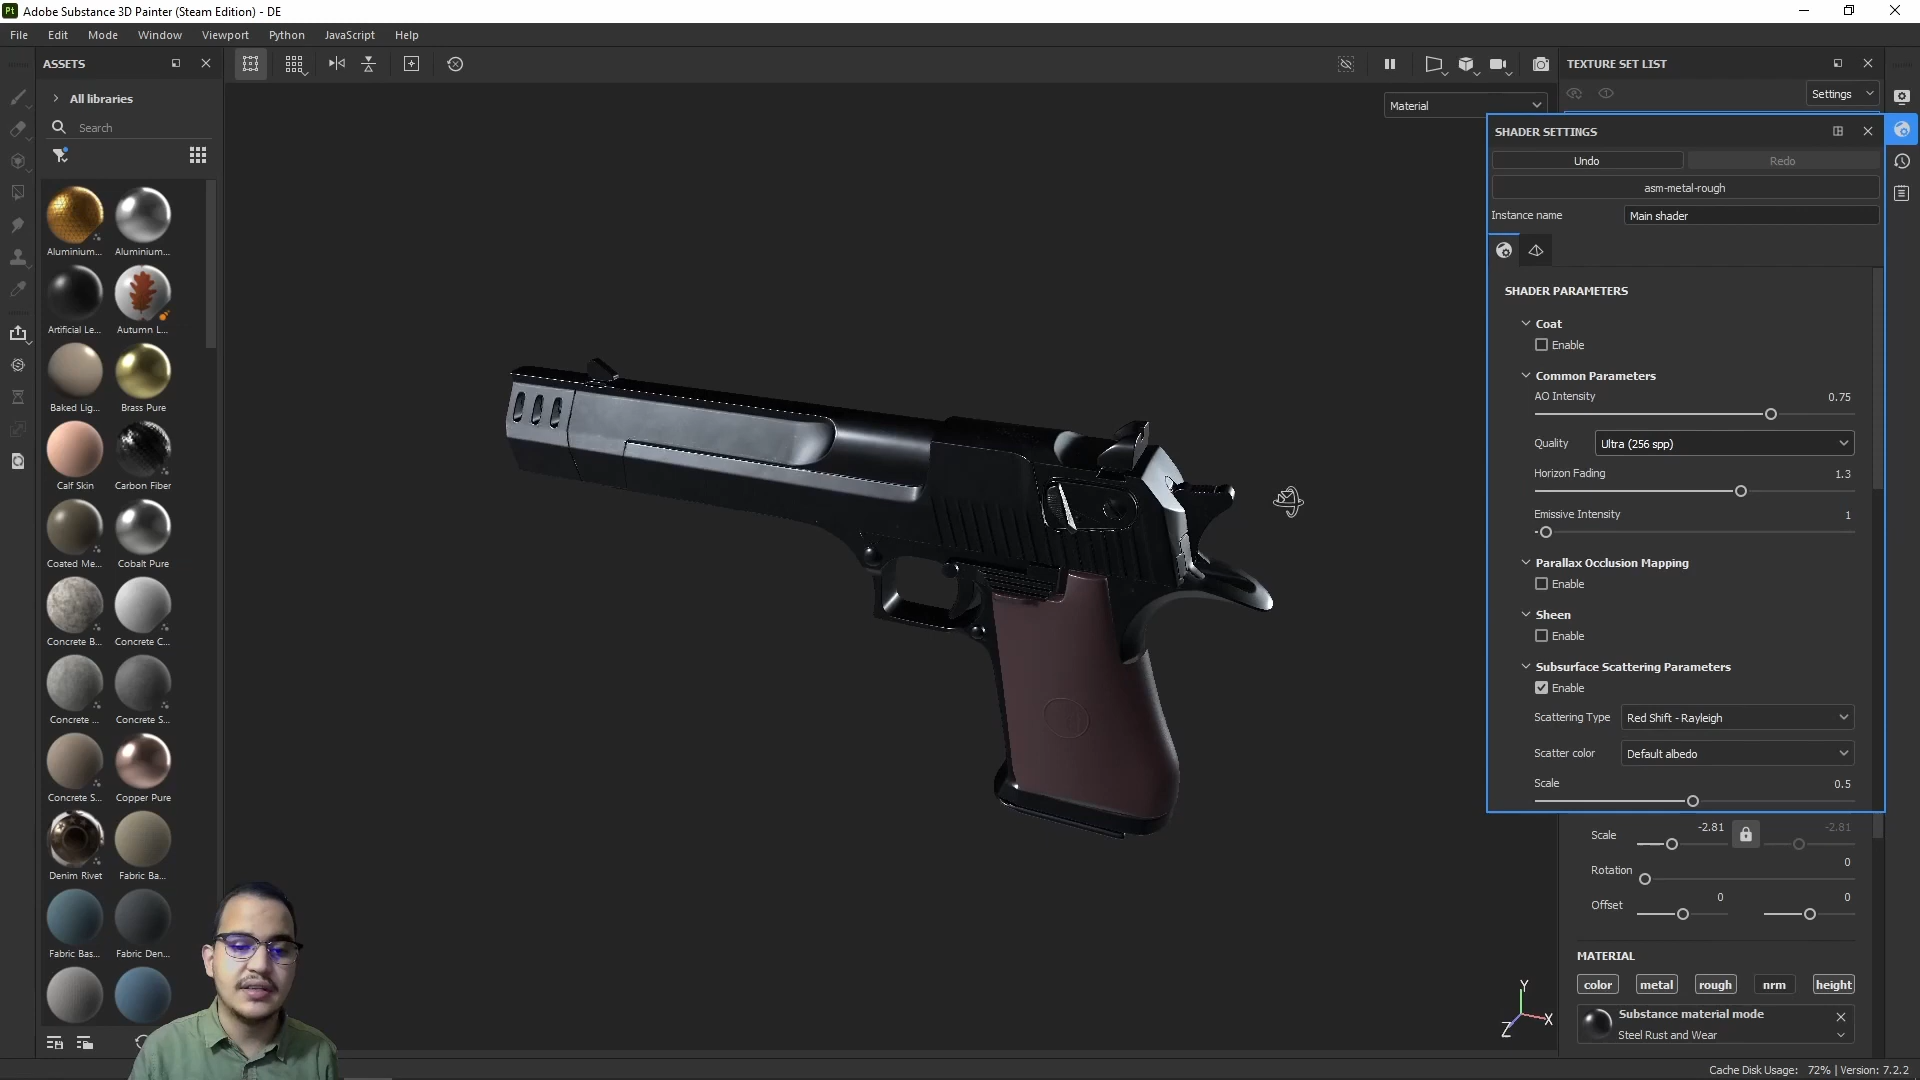 Pt Adobe Substance 3D Painter (Steam Edition) - DE
File Edit Mode Window Viewport Python JavaScript Help
ASSETS
All libraries
Search
Aluminium... Aluminium...
Artificial Le... Autumn L...
Baked Lig... Brass Pure
Calf Skin Carbon Fiber
Coated Me... Cobalt Pure
Concrete B... Concrete C...
Concrete ... Concrete S...
Concrete S... Copper Pure
Denim Rivet Fabric Ba...
Fabric Bas... Fabric Den...
Material
TEXTURE SET LIST
Settings
SHADER SETTINGS
Undo Redo
asm-metal-rough
Instance name Main shader
SHADER PARAMETERS
Coat
Enable
Common Parameters
AO Intensity 0.75
Quality Ultra (256 spp)
Horizon Fading 1.3
Emissive Intensity 1
Parallax Occlusion Mapping
Enable
Sheen
Enable
Subsurface Scattering Parameters
Enable
Scattering Type Red Shift - Rayleigh
Scatter color Default albedo
Scale 0.5
Scale -2.81 -2.81
Rotation 0
Offset 0 0
MATERIAL
color metal rough nrm height
Substance material mode
Steel Rust and Wear
Y
X
Z
Cache Disk Usage: 72% | Version: 7.2.2